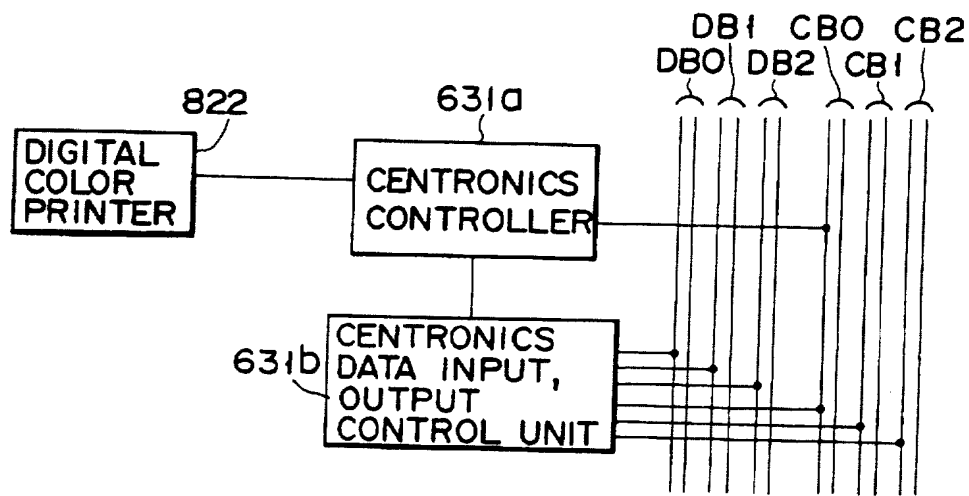 DB1 CB0 CB2
DB0 DB2 CB1
822
631a
DIGITAL
COLOR
PRINTER
CENTRONICS
CONTROLLER
631b
CENTRONICS
DATA INPUT,
OUTPUT
CONTROL UNIT